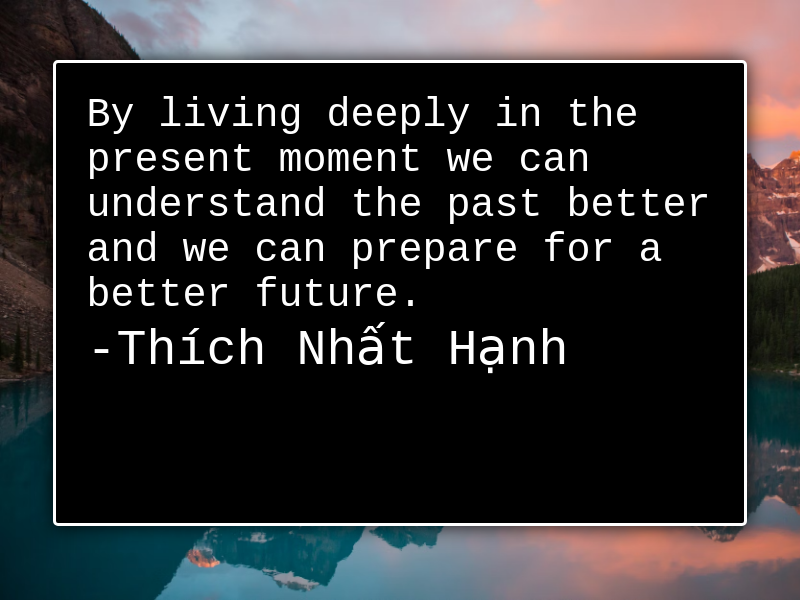 By living deeply in the
present moment we can
understand the past better
and we can prepare for a
better future.
-Thích Nhất Hạnh